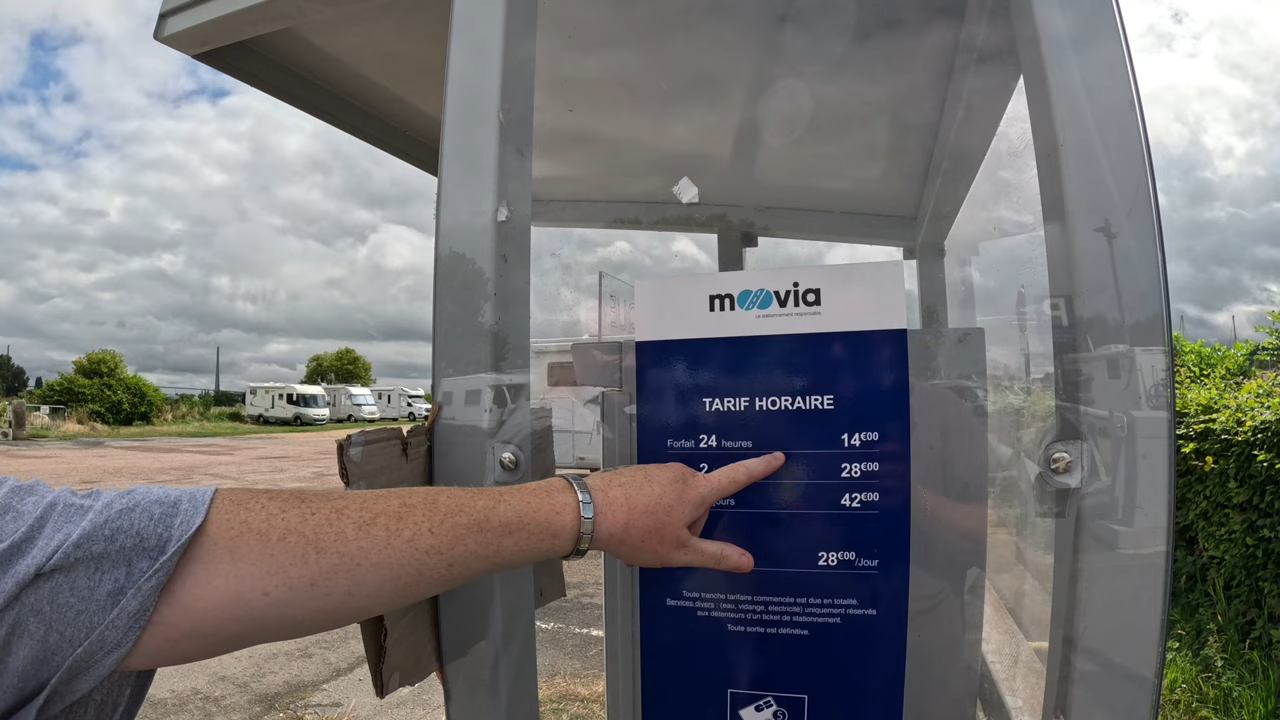 moovia
Le stationnement responsable
TARIF HORAIRE
Forfait 24 heures 14€00
2 28€00
jours 42€00
28€00/Jour
Toute tranche tarifaire commencée est due en totalité.
Services divers : (eau, vidange, électricité) uniquement réservés
aux détenteurs d'un ticket de stationnement.
Toute sortie est définitive.